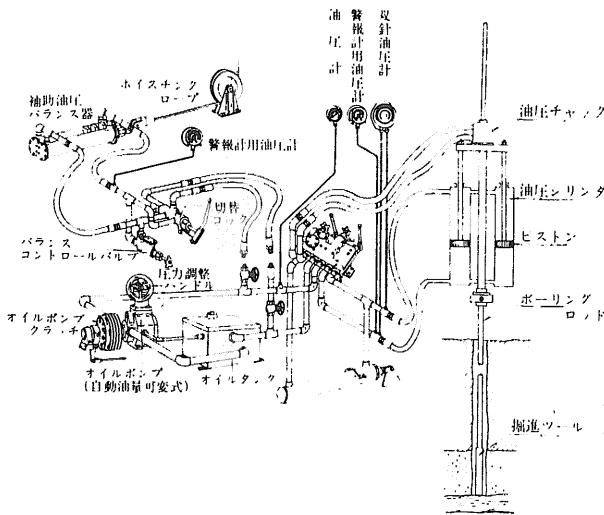 油圧計
警報計用油圧計
双針油圧計
ホイスチング
ロープ
補助油圧
バランス器
警報計用油圧計
切替
コック
バランス
コントロールバルブ
圧力調整
ハンドル
オイルポンプ
クラッチ
オイルポンプ
(自動油量可変式)
オイルタンク
油圧チャック
油圧シリンダ
ピストン
ボーリング
ロッド
掘進ツール